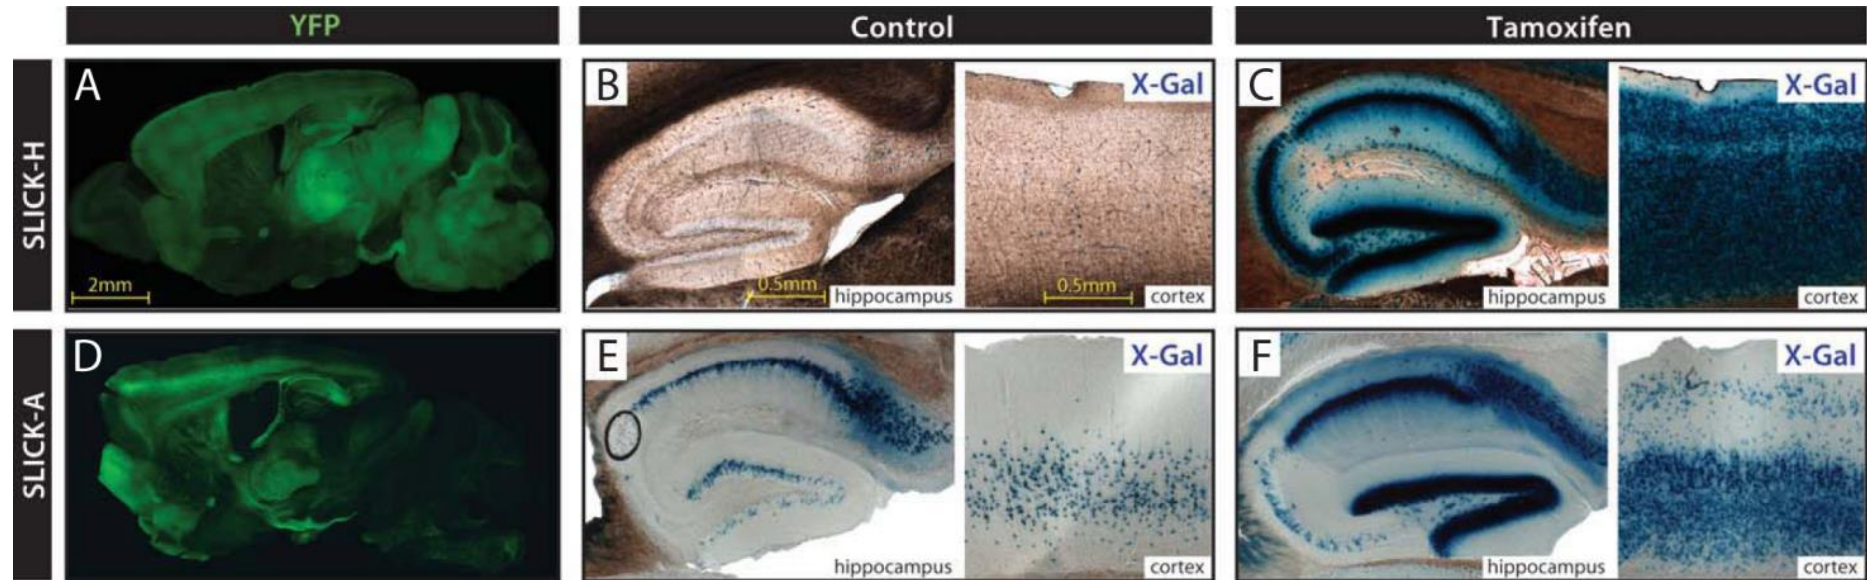 YFP
Control
Tamoxifen
SLICK-H
A
2mm
B
X-Gal
0.5mm
hippocampus
0.5mm
cortex
C
X-Gal
hippocampus
cortex
SLICK-A
D
E
X-Gal
hippocampus
cortex
F
X-Gal
hippocampus
cortex